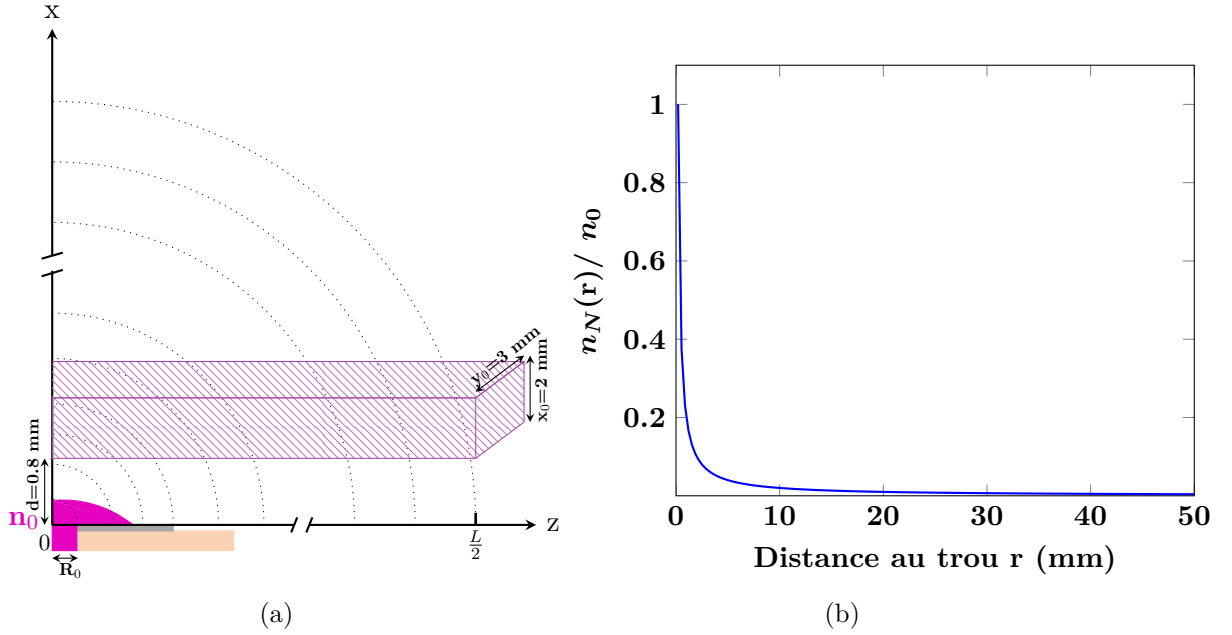 x
y₀=3 mm
x₀=2 mm
d=0.8 mm
n₀
0
R₀
L/2
z
(a)
n_N(r)/ n₀
1
0.8
0.6
0.4
0.2
0 10 20 30 40 50
Distance au trou r (mm)
(b)